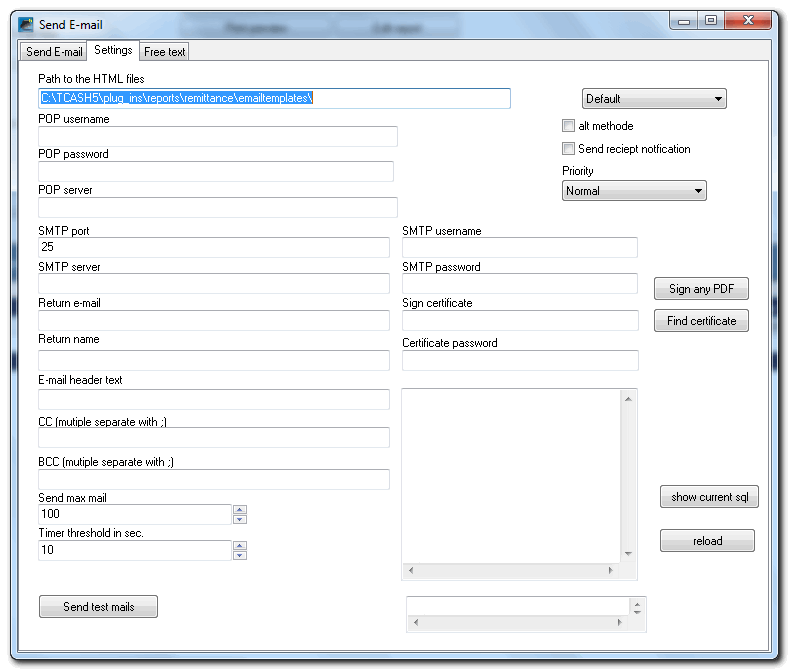 Send E-mail
Send E-mail Settings Free text
Path to the HTML files
C:\TCASH5\plug_ins\reports\remittance\emailtemplates\
Default
POP username
alt methode
POP password
Send reciept notfication
Priority
POP server
Normal
SMTP port
SMTP username
25
SMTP server
SMTP password
Sign any PDF
Return e-mail
Sign certificate
Find certificate
Return name
Certificate password
E-mail header text
CC (mutiple separate with ;)
BCC (mutiple separate with ;)
Send max mail
show current sql
100
Timer threshold in sec.
reload
10
Send test mails